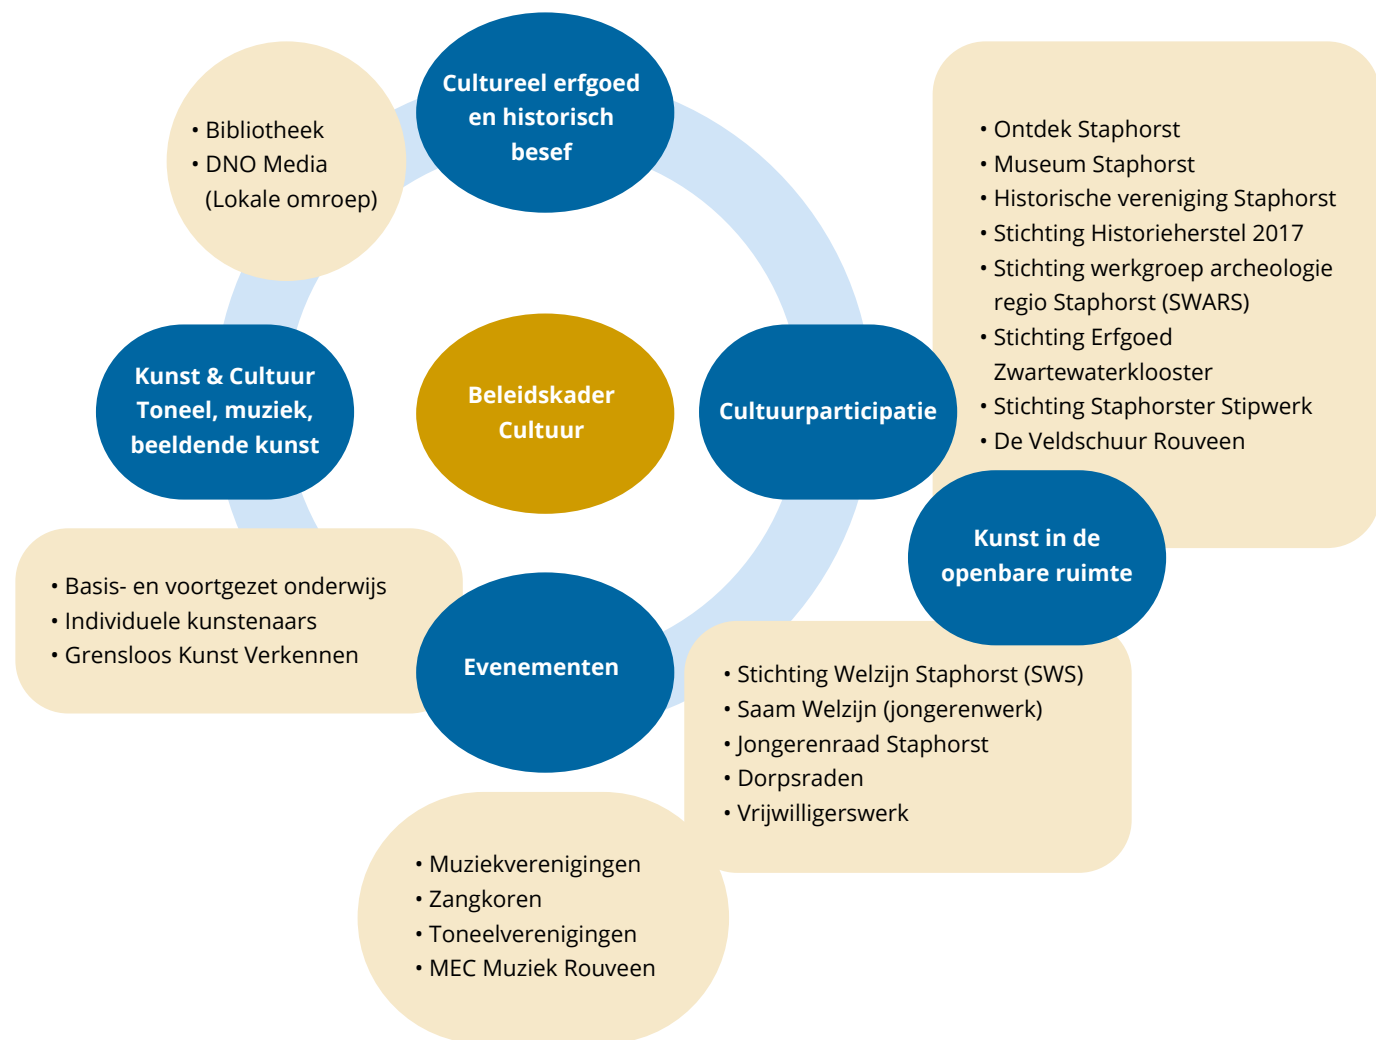 Cultureel erfgoed
en historisch
besef
• Bibliotheek
• DNO Media
(Lokale omroep)
• Ontdek Staphorst
• Museum Staphorst
• Historische vereniging Staphorst
• Stichting Historieherstel 2017
• Stichting werkgroep archeologie
regio Staphorst (SWARS)
• Stichting Erfgoed
Zwartewaterklooster
• Stichting Staphorster Stipwerk
• De Veldschuur Rouveen
Kunst & Cultuur
Toneel, muziek,
beeldende kunst
Beleidskader
Cultuur
Cultuurparticipatie
Kunst in de
openbare ruimte
• Basis- en voortgezet onderwijs
• Individuele kunstenaars
• Grensloos Kunst Verkennen
Evenementen
• Stichting Welzijn Staphorst (SWS)
• Saam Welzijn (jongerenwerk)
• Jongerenraad Staphorst
• Dorpsraden
• Vrijwilligerswerk
• Muziekverenigingen
• Zangkoren
• Toneelverenigingen
• MEC Muziek Rouveen